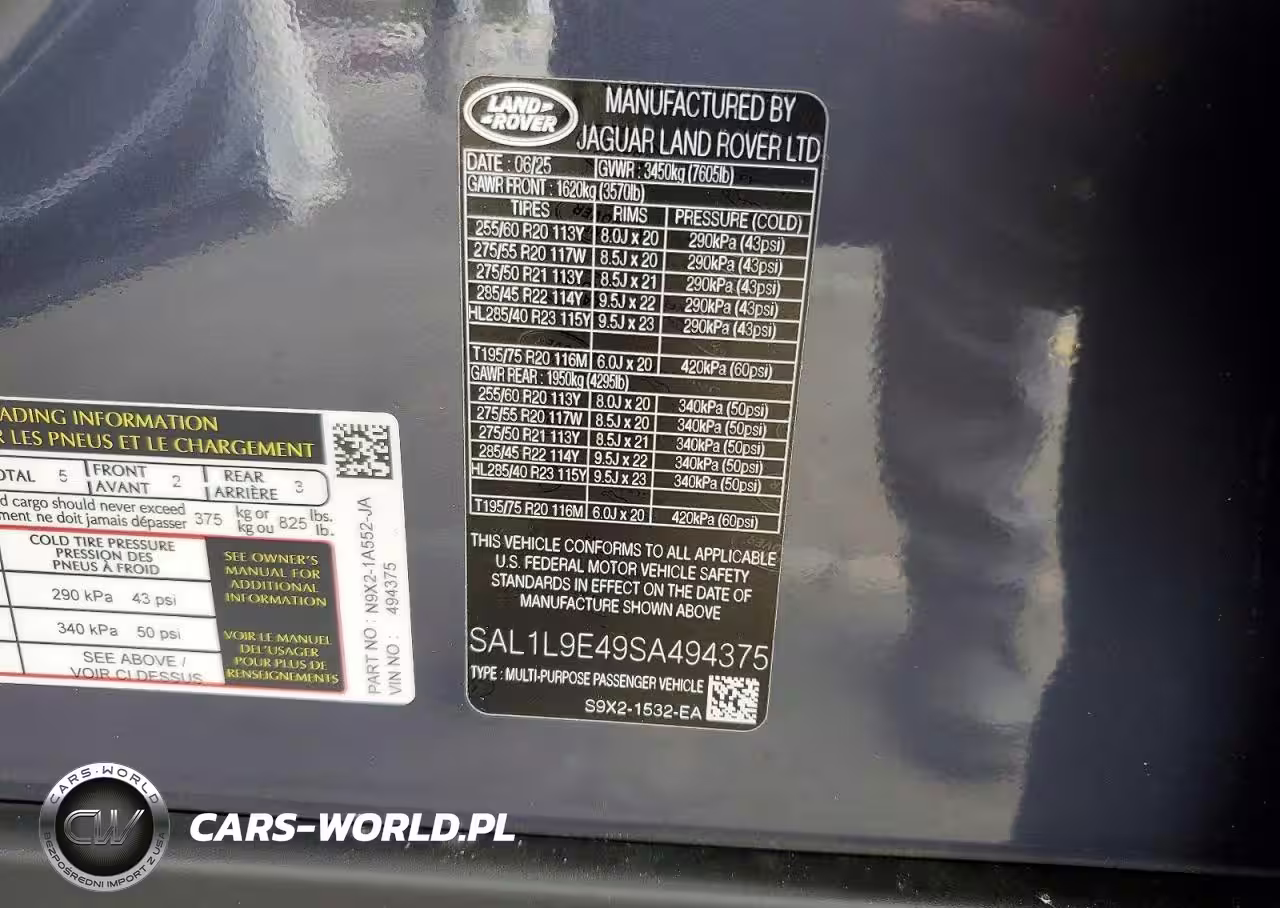 LAND ROVER
MANUFACTURED BY
JAGUAR LAND ROVER LTD
DATE : 06/25 GVWR : 3450kg (7605lb)
GAWR FRONT : 1620kg (3570lb)
TIRES RIMS PRESSURE (COLD)
255/60 R20 113Y 8.0J x 20 290kPa (43psi)
275/55 R20 117W 8.5J x 20 290kPa (43psi)
275/50 R21 113Y 8.5J x 21 290kPa (43psi)
285/45 R22 114Y 9.5J x 22 290kPa (43psi)
HL285/40 R23 115Y 9.5J x 23 290kPa (43psi)
T195/75 R20 116M 6.0J x 20 420kPa (60psi)
GAWR REAR : 1950kg (4295lb)
255/60 R20 113Y 8.0J x 20 340kPa (50psi)
275/55 R20 117W 8.5J x 20 340kPa (50psi)
275/50 R21 113Y 8.5J x 21 340kPa (50psi)
285/45 R22 114Y 9.5J x 22 340kPa (50psi)
HL285/40 R23 115Y 9.5J x 23 340kPa (50psi)
T195/75 R20 116M 6.0J x 20 420kPa (60psi)
THIS VEHICLE CONFORMS TO ALL APPLICABLE
U.S. FEDERAL MOTOR VEHICLE SAFETY
STANDARDS IN EFFECT ON THE DATE OF
MANUFACTURE SHOWN ABOVE
SAL1L9E49SA494375
TYPE : MULTI-PURPOSE PASSENGER VEHICLE
S9X2-1532-EA
ADING INFORMATION
R LES PNEUS ET LE CHARGEMENT
OTAL 5 FRONT AVANT 2 REAR ARRIÈRE 3
d cargo should never exceed
ment ne doit jamais dépasser 375 kg or kg ou 825 lbs. lb.
COLD TIRE PRESSURE
PRESSION DES
PNEUS À FROID
290 kPa 43 psi
340 kPa 50 psi
SEE ABOVE /
VOIR CI DESSUS
SEE OWNER'S
MANUAL FOR
ADDITIONAL
INFORMATION
VOIR LE MANUEL
DEL'USAGER
POUR PLUS DE
RENSEIGNEMENTS
PART NO : N9X2-1A552-JA
VIN NO : 494375
CARS-WORLD
CW
BEZPOŚREDNI IMPORT Z USA
CARS-WORLD.PL